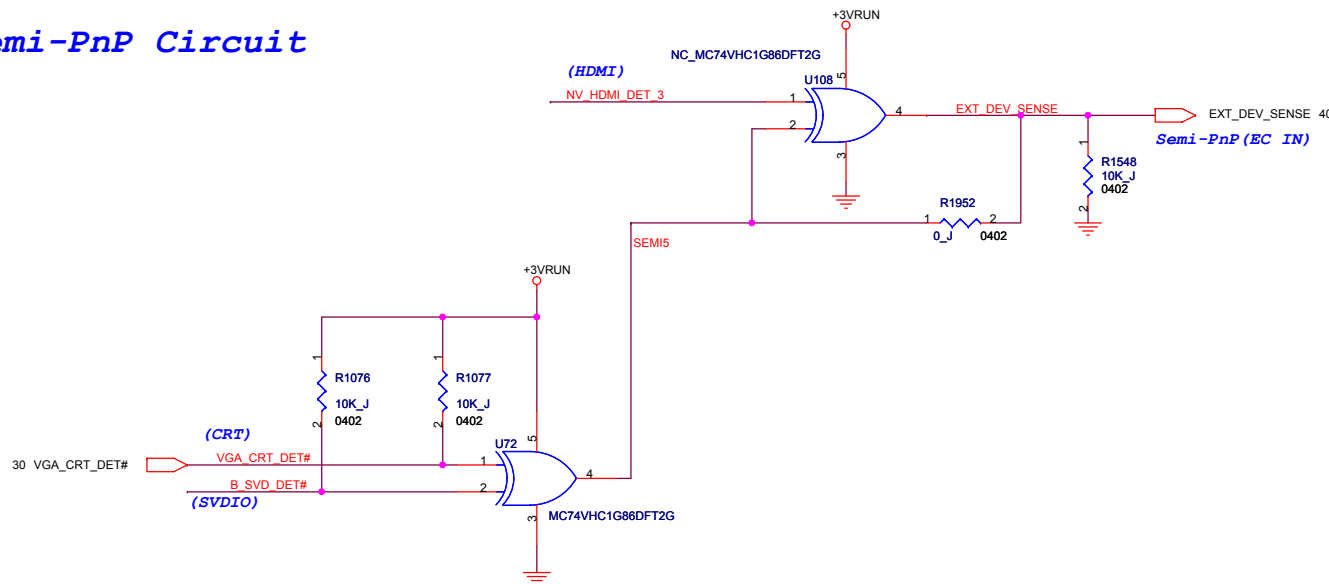 emi-PnP Circuit
+3VRUN
NC_MC74VHC1G86DFT2G
(HDMI)
U108
5
NV_HDMI_DET_3
1
2
4
3
EXT_DEV_SENSE
EXT_DEV_SENSE 40
Semi-PnP(EC IN)
1
R1548
10K_J
0402
2
R1952
1
2
0_J
0402
SEMI5
+3VRUN
1
R1076
10K_J
0402
2
1
R1077
10K_J
0402
2
(CRT)
U72
5
30 VGA_CRT_DET#
VGA_CRT_DET#
1
4
B_SVD_DET#
2
(SVDIO)
3
MC74VHC1G86DFT2G